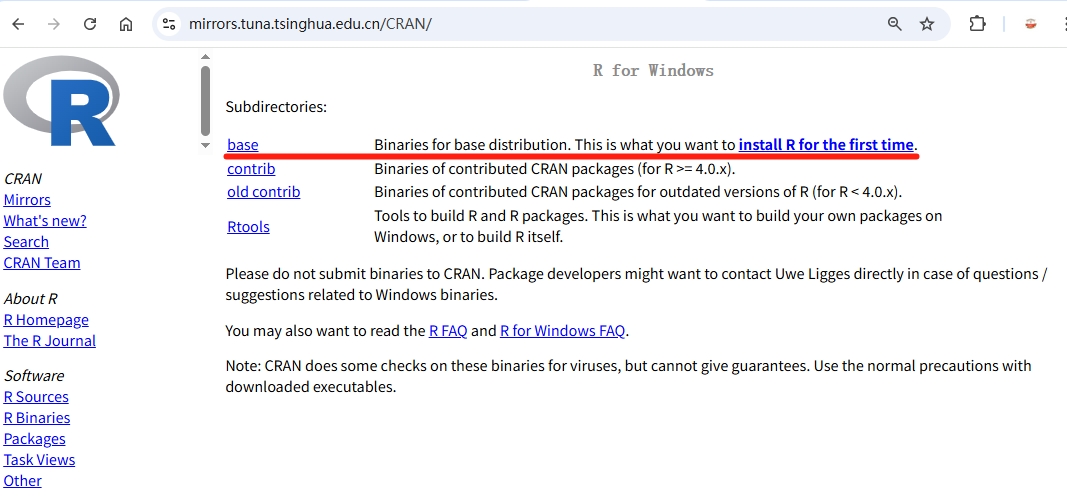 mirrors.tuna.tsinghua.edu.cn/CRAN/
R
CRAN
Mirrors
What's new?
Search
CRAN Team
About R
R Homepage
The R Journal
Software
R Sources
R Binaries
Packages
Task Views
Other
R for Windows
Subdirectories:
base Binaries for base distribution. This is what you want to install R for the first time.
contrib Binaries of contributed CRAN packages (for R >= 4.0.x).
old contrib Binaries of contributed CRAN packages for outdated versions of R (for R < 4.0.x).
Rtools Tools to build R and R packages. This is what you want to build your own packages on
Windows, or to build R itself.
Please do not submit binaries to CRAN. Package developers might want to contact Uwe Ligges directly in case of questions /
suggestions related to Windows binaries.
You may also want to read the R FAQ and R for Windows FAQ.
Note: CRAN does some checks on these binaries for viruses, but cannot give guarantees. Use the normal precautions with
downloaded executables.